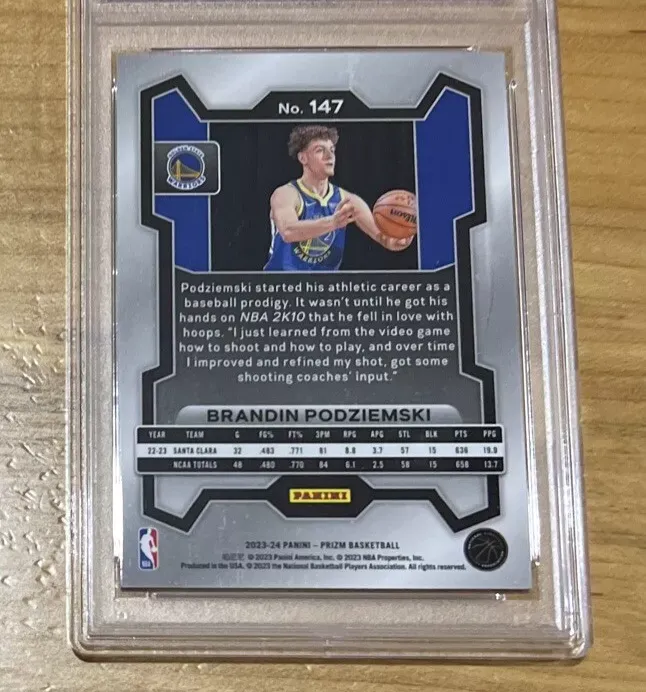 No. 147
GOLDEN STATE
WARRIORS
WILSON
WARRIORS
Podziemski started his athletic career as a
baseball prodigy. It wasn't until he got his
hands on NBA 2K10 that he fell in love with
hoops. "I just learned from the video game
how to shoot and how to play, and over time
I improved and refined my shot, got some
shooting coaches' input."
BRANDIN PODZIEMSKI
YEAR TEAM G FG% FT% 3PM RPG APG STL BLK PTS PPG
22-23 SANTA CLARA 32 .483 .771 81 8.8 3.7 57 15 636 19.9
NCAA TOTALS 48 .480 .770 84 6.1 2.5 58 15 658 13.7
PANINI
2023-24 PANINI – PRIZM BASKETBALL
© 2023 Panini America, Inc. © 2023 NBA Properties, Inc.
Produced in the USA. © 2023 the National Basketball Players Association. All rights reserved.
NBA